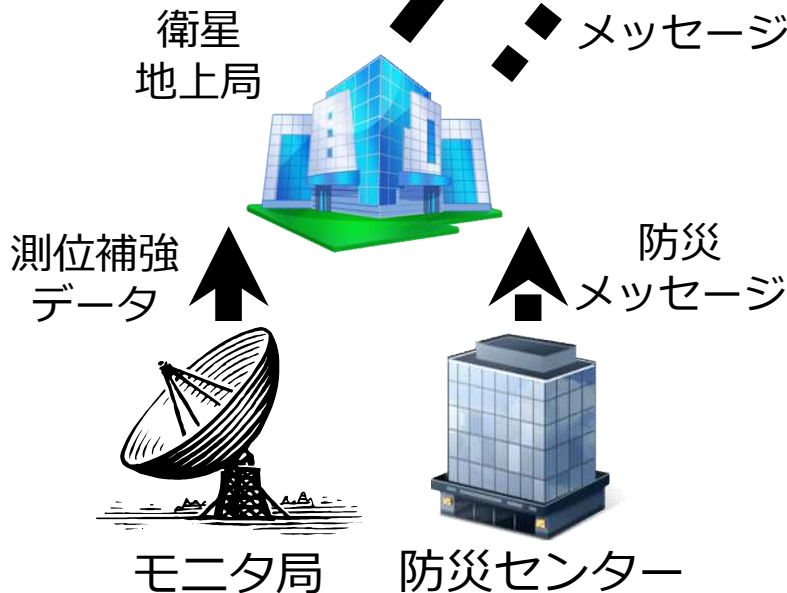 衛星
地上局
メッセージ
測位補強
データ
防災
メッセージ
モニタ局
防災センター